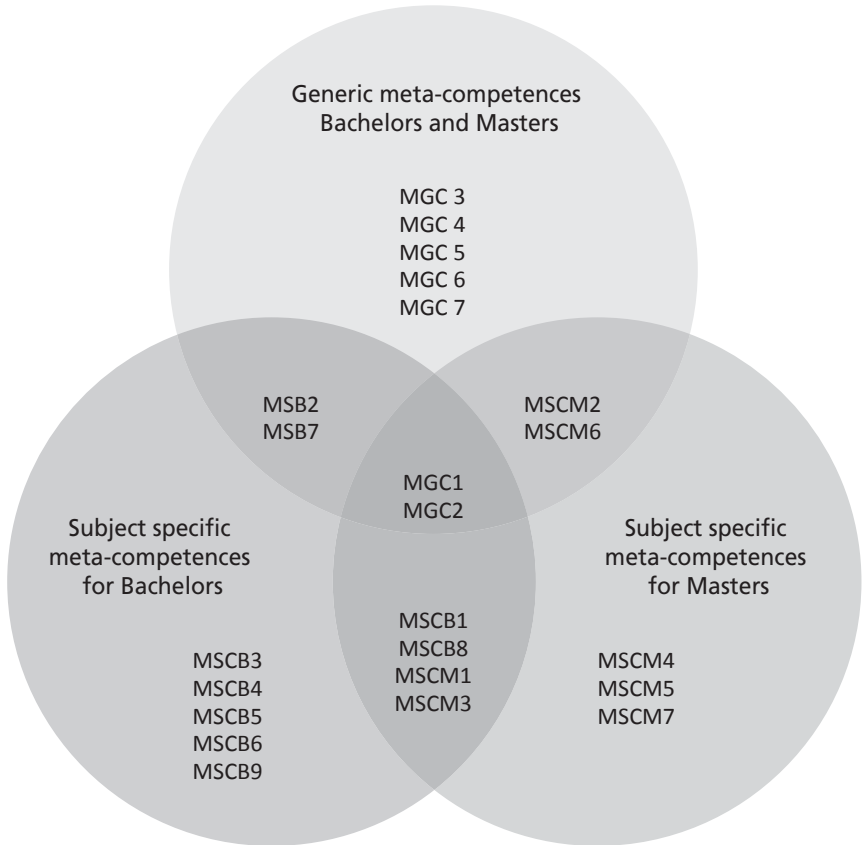 Generic meta-competences
Bachelors and Masters
MGC 3
MGC 4
MGC 5
MGC 6
MGC 7
MSB2
MSB7
MSCM2
MSCM6
MGC1
MGC2
Subject specific
meta-competences
for Bachelors
Subject specific
meta-competences
for Masters
MSCB1
MSCB8
MSCM1
MSCM3
MSCB3
MSCB4
MSCB5
MSCB6
MSCB9
MSCM4
MSCM5
MSCM7